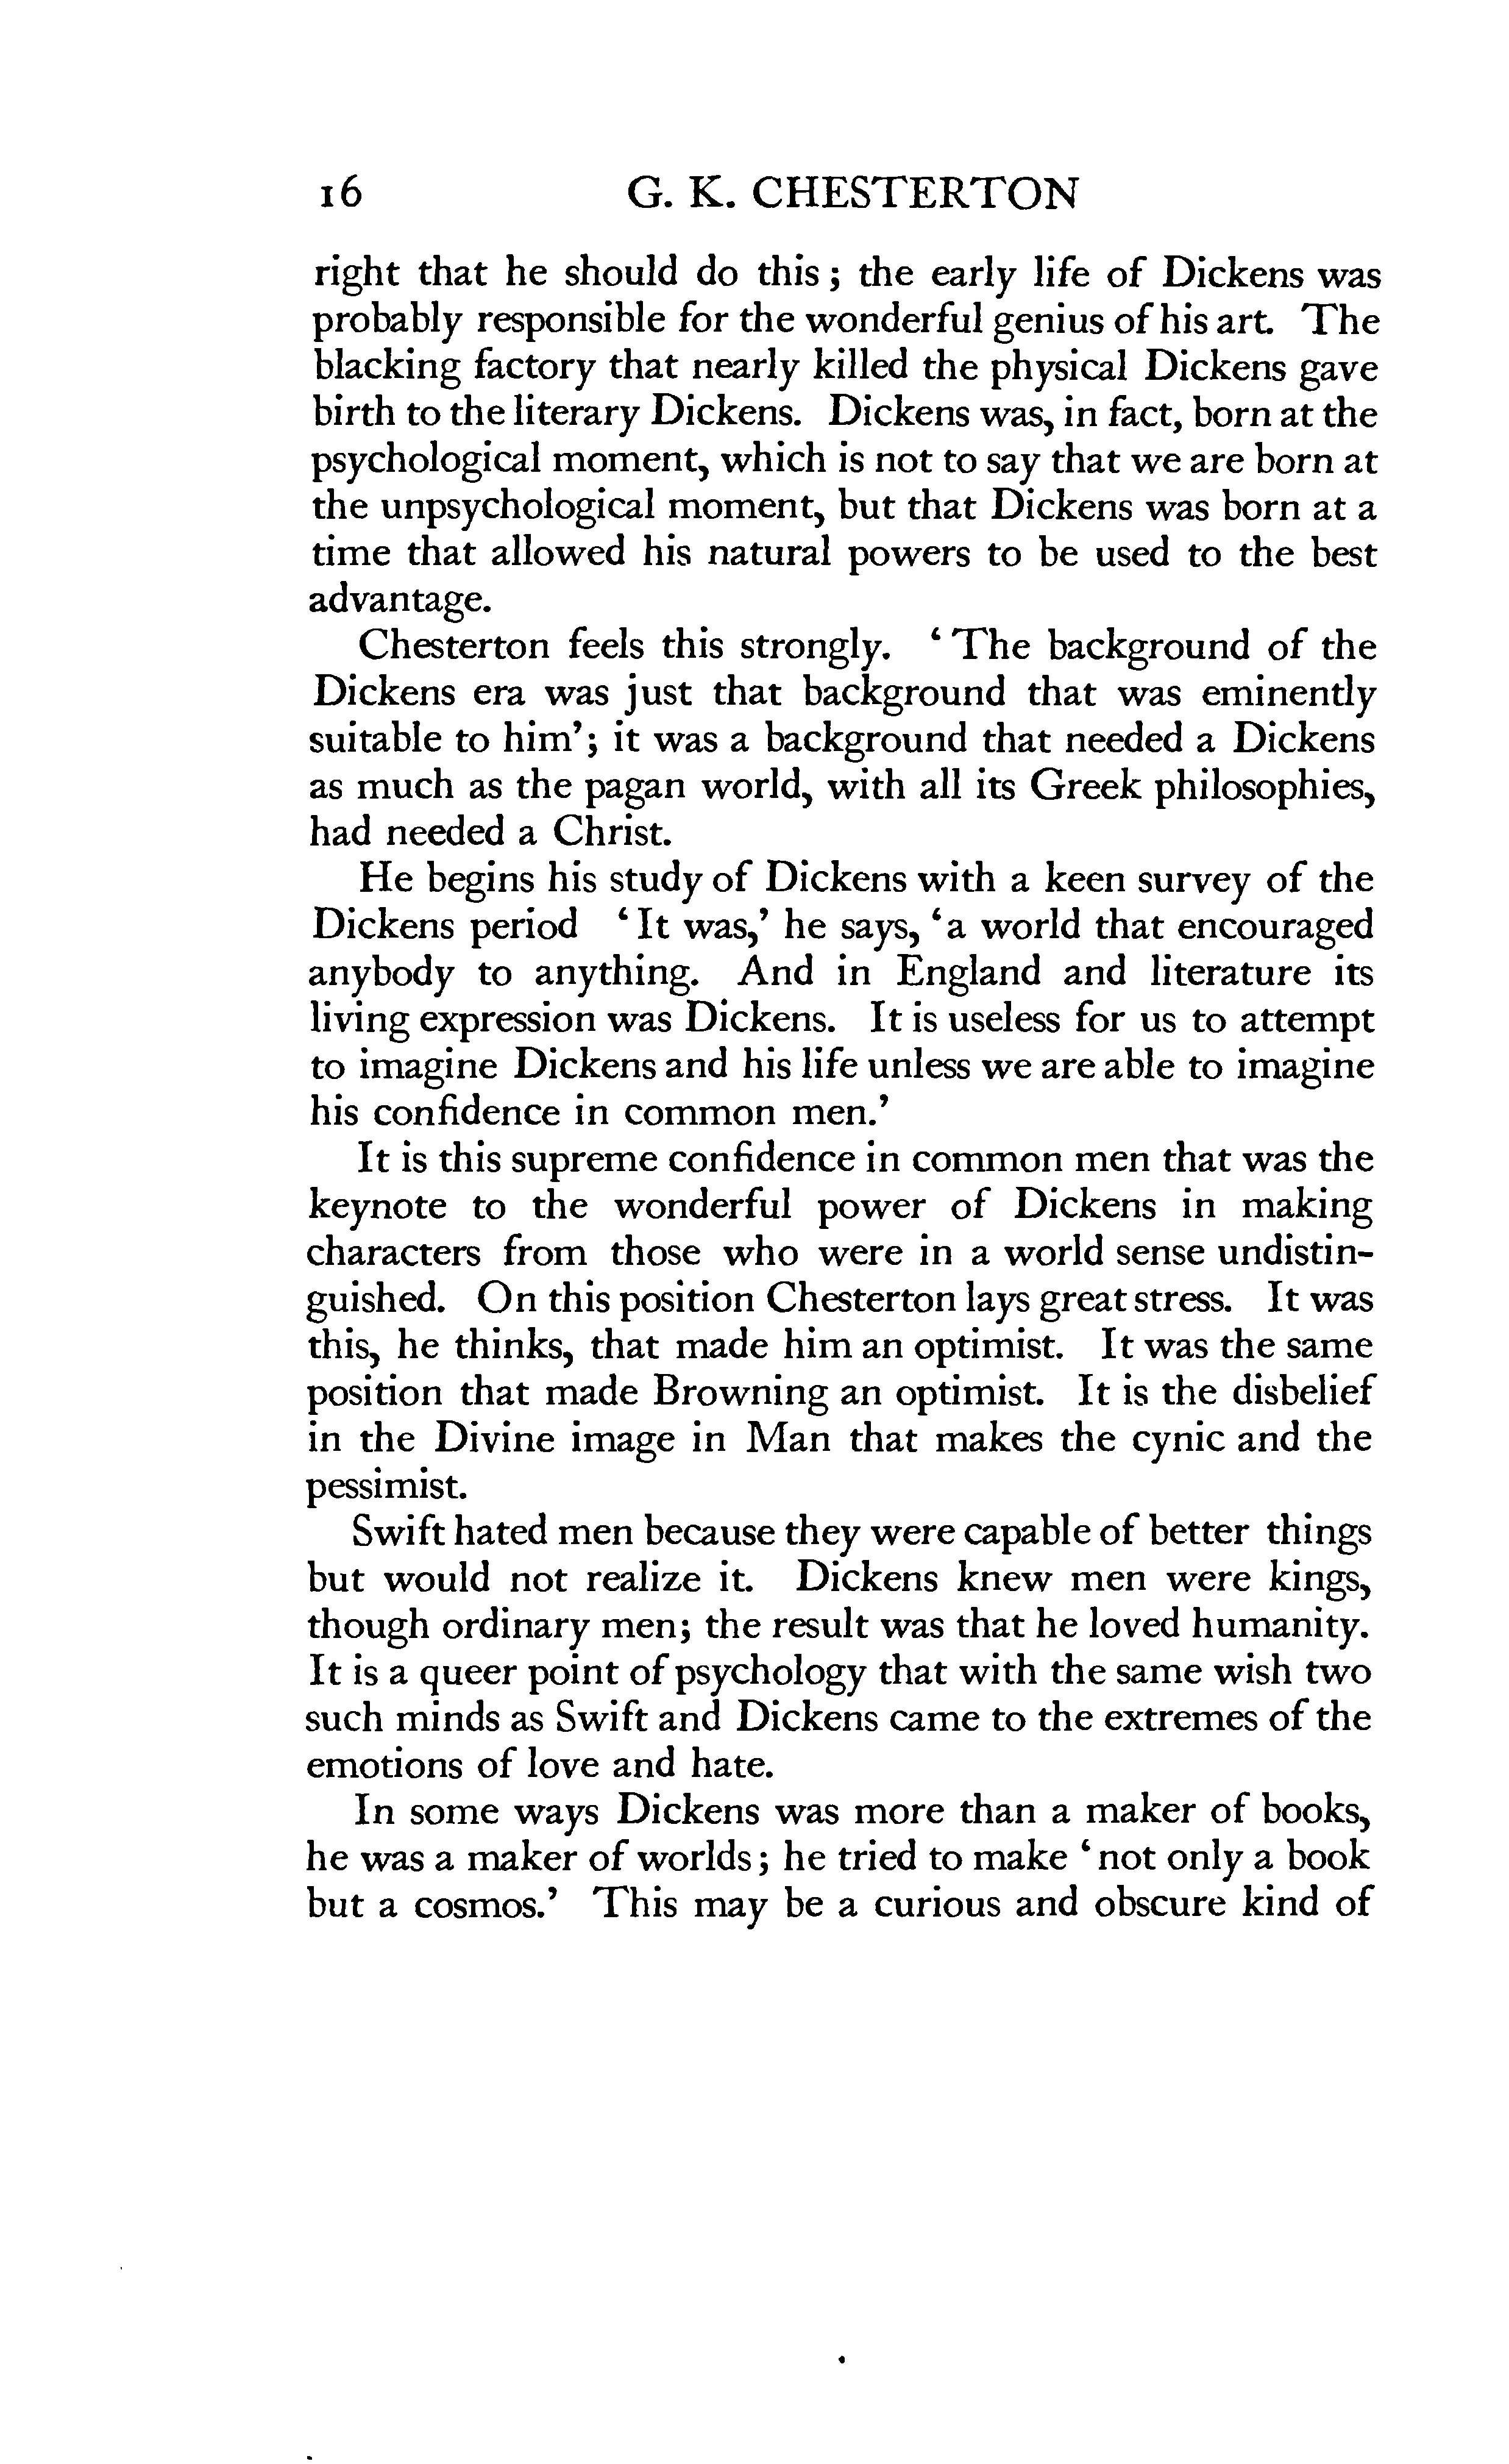 16 G. K. CHESTERTON
right that he should do this ; the early life of Dickens was
probably responsible for the wonderful genius of his art. The
blacking factory that nearly killed the physical Dickens gave
birth to the literary Dickens. Dickens was, in fact, born at the
psychological moment, which is not to say that we are born at
the unpsychological moment, but that Dickens was born at a
time that allowed his natural powers to be used to the best
advantage.
Chesterton feels this strongly. ‘ The background of the
Dickens era was just that background that was eminently
suitable to him’; it was a background that needed a Dickens
as much as the pagan world, with all its Greek philosophies,
had needed a Christ.
He begins his study of Dickens with a keen survey of the
Dickens period ‘ It was,’ he says, ‘ a world that encouraged
anybody to anything. And in England and literature its
living expression was Dickens. It is useless for us to attempt
to imagine Dickens and his life unless we are able to imagine
his confidence in common men.’
It is this supreme confidence in common men that was the
keynote to the wonderful power of Dickens in making
characters from those who were in a world sense undistin-
guished. On this position Chesterton lays great stress. It was
this, he thinks, that made him an optimist. It was the same
position that made Browning an optimist. It is the disbelief
in the Divine image in Man that makes the cynic and the
pessimist.
Swift hated men because they were capable of better things
but would not realize it. Dickens knew men were kings,
though ordinary men; the result was that he loved humanity.
It is a queer point of psychology that with the same wish two
such minds as Swift and Dickens came to the extremes of the
emotions of love and hate.
In some ways Dickens was more than a maker of books,
he was a maker of worlds ; he tried to make ‘ not only a book
but a cosmos.’ This may be a curious and obscure kind of